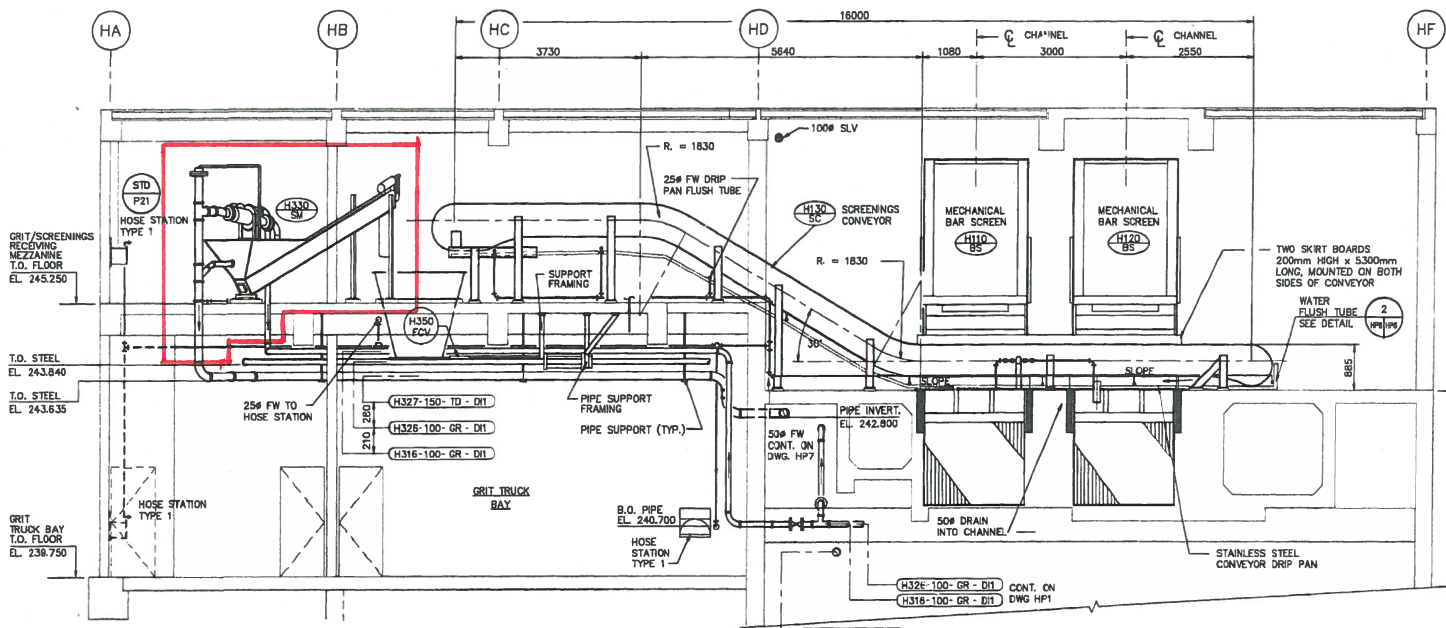 HA
HB
HC
HD
HF
16000
3730
5640
1080
℄ CHANNEL
3000
℄ CHANNEL
2550
100ø SLV
R. = 1830
25ø FW DRIP
PAN FLUSH TUBE
STD
P21
HOSE STATION
TYPE 1
H330
SM
H130
SC
SCREENINGS
CONVEYOR
MECHANICAL
BAR SCREEN
H110
BS
MECHANICAL
BAR SCREEN
H120
BS
GRIT/SCREENINGS
RECEIVING
MEZZANINE
T.O. FLOOR
EL. 245.250
SUPPORT
FRAMING
R. = 1830
TWO SKIRT BOARDS
200mm HIGH x 5300mm
LONG, MOUNTED ON BOTH
SIDES OF CONVEYOR
WATER
FLUSH TUBE
SEE DETAIL
2
HP6 HP6
H350
FCV
30°
T.O. STEEL
EL. 243.840
T.O. STEEL
EL. 243.635
SLOPE
SLOPE
885
25ø FW TO
HOSE STATION
280
210
H327-150-TD-DI1
H326-100-GR-DI1
H316-100-GR-DI1
PIPE SUPPORT
FRAMING
PIPE SUPPORT (TYP.)
PIPE INVERT.
EL. 242.800
50ø FW
CONT. ON
DWG. HP7
GRIT TRUCK
BAY
HOSE STATION
TYPE 1
B.O. PIPE
EL. 240.700
HOSE
STATION
TYPE 1
GRIT
TRUCK BAY
T.O. FLOOR
EL. 239.750
50ø DRAIN
INTO CHANNEL
STAINLESS STEEL
CONVEYOR DRIP PAN
H326-100-GR-DI1
H316-100-GR-DI1
CONT. ON
DWG HP1